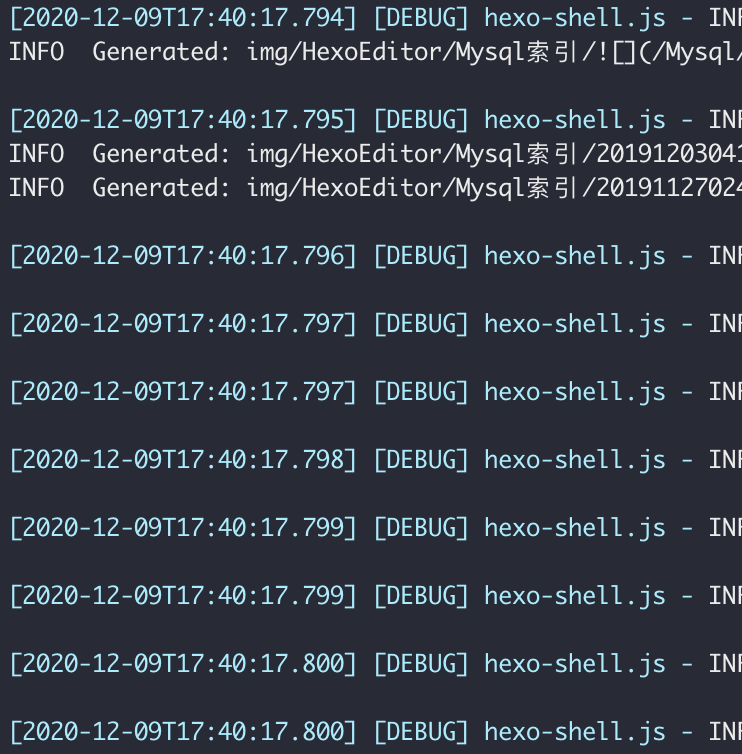 [2020-12-09T17:40:17.794] [DEBUG] hexo-shell.js - INF
INFO  Generated: img/HexoEditor/Mysql索引/![](/Mysql/
[2020-12-09T17:40:17.795] [DEBUG] hexo-shell.js - INF
INFO  Generated: img/HexoEditor/Mysql索引/20191203041
INFO  Generated: img/HexoEditor/Mysql索引/20191127024
[2020-12-09T17:40:17.796] [DEBUG] hexo-shell.js - INF
[2020-12-09T17:40:17.797] [DEBUG] hexo-shell.js - INF
[2020-12-09T17:40:17.797] [DEBUG] hexo-shell.js - INF
[2020-12-09T17:40:17.798] [DEBUG] hexo-shell.js - INF
[2020-12-09T17:40:17.799] [DEBUG] hexo-shell.js - INF
[2020-12-09T17:40:17.799] [DEBUG] hexo-shell.js - INF
[2020-12-09T17:40:17.800] [DEBUG] hexo-shell.js - INF
[2020-12-09T17:40:17.800] [DEBUG] hexo-shell.js - INF